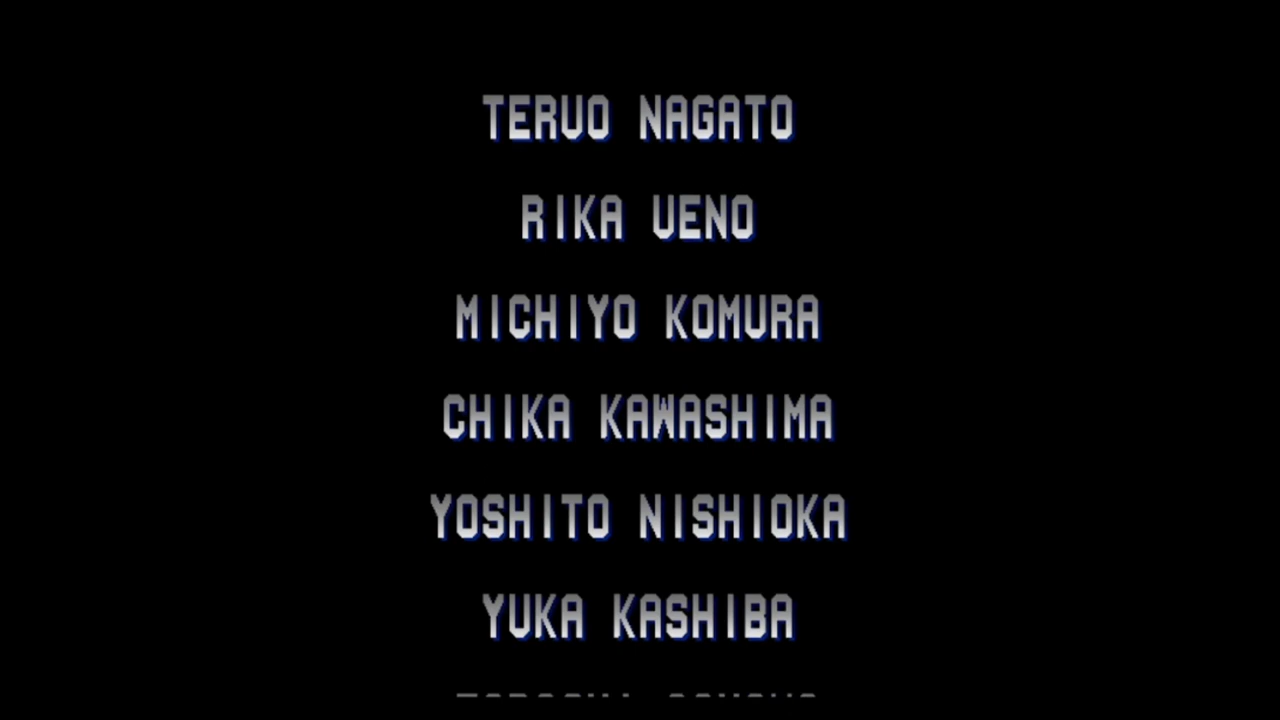 TERUO NAGATO
RIKA UENO
MICHIYO KOMURA
CHIKA KAWASHIMA
YOSHITO NISHIOKA
YUKA KASHIBA